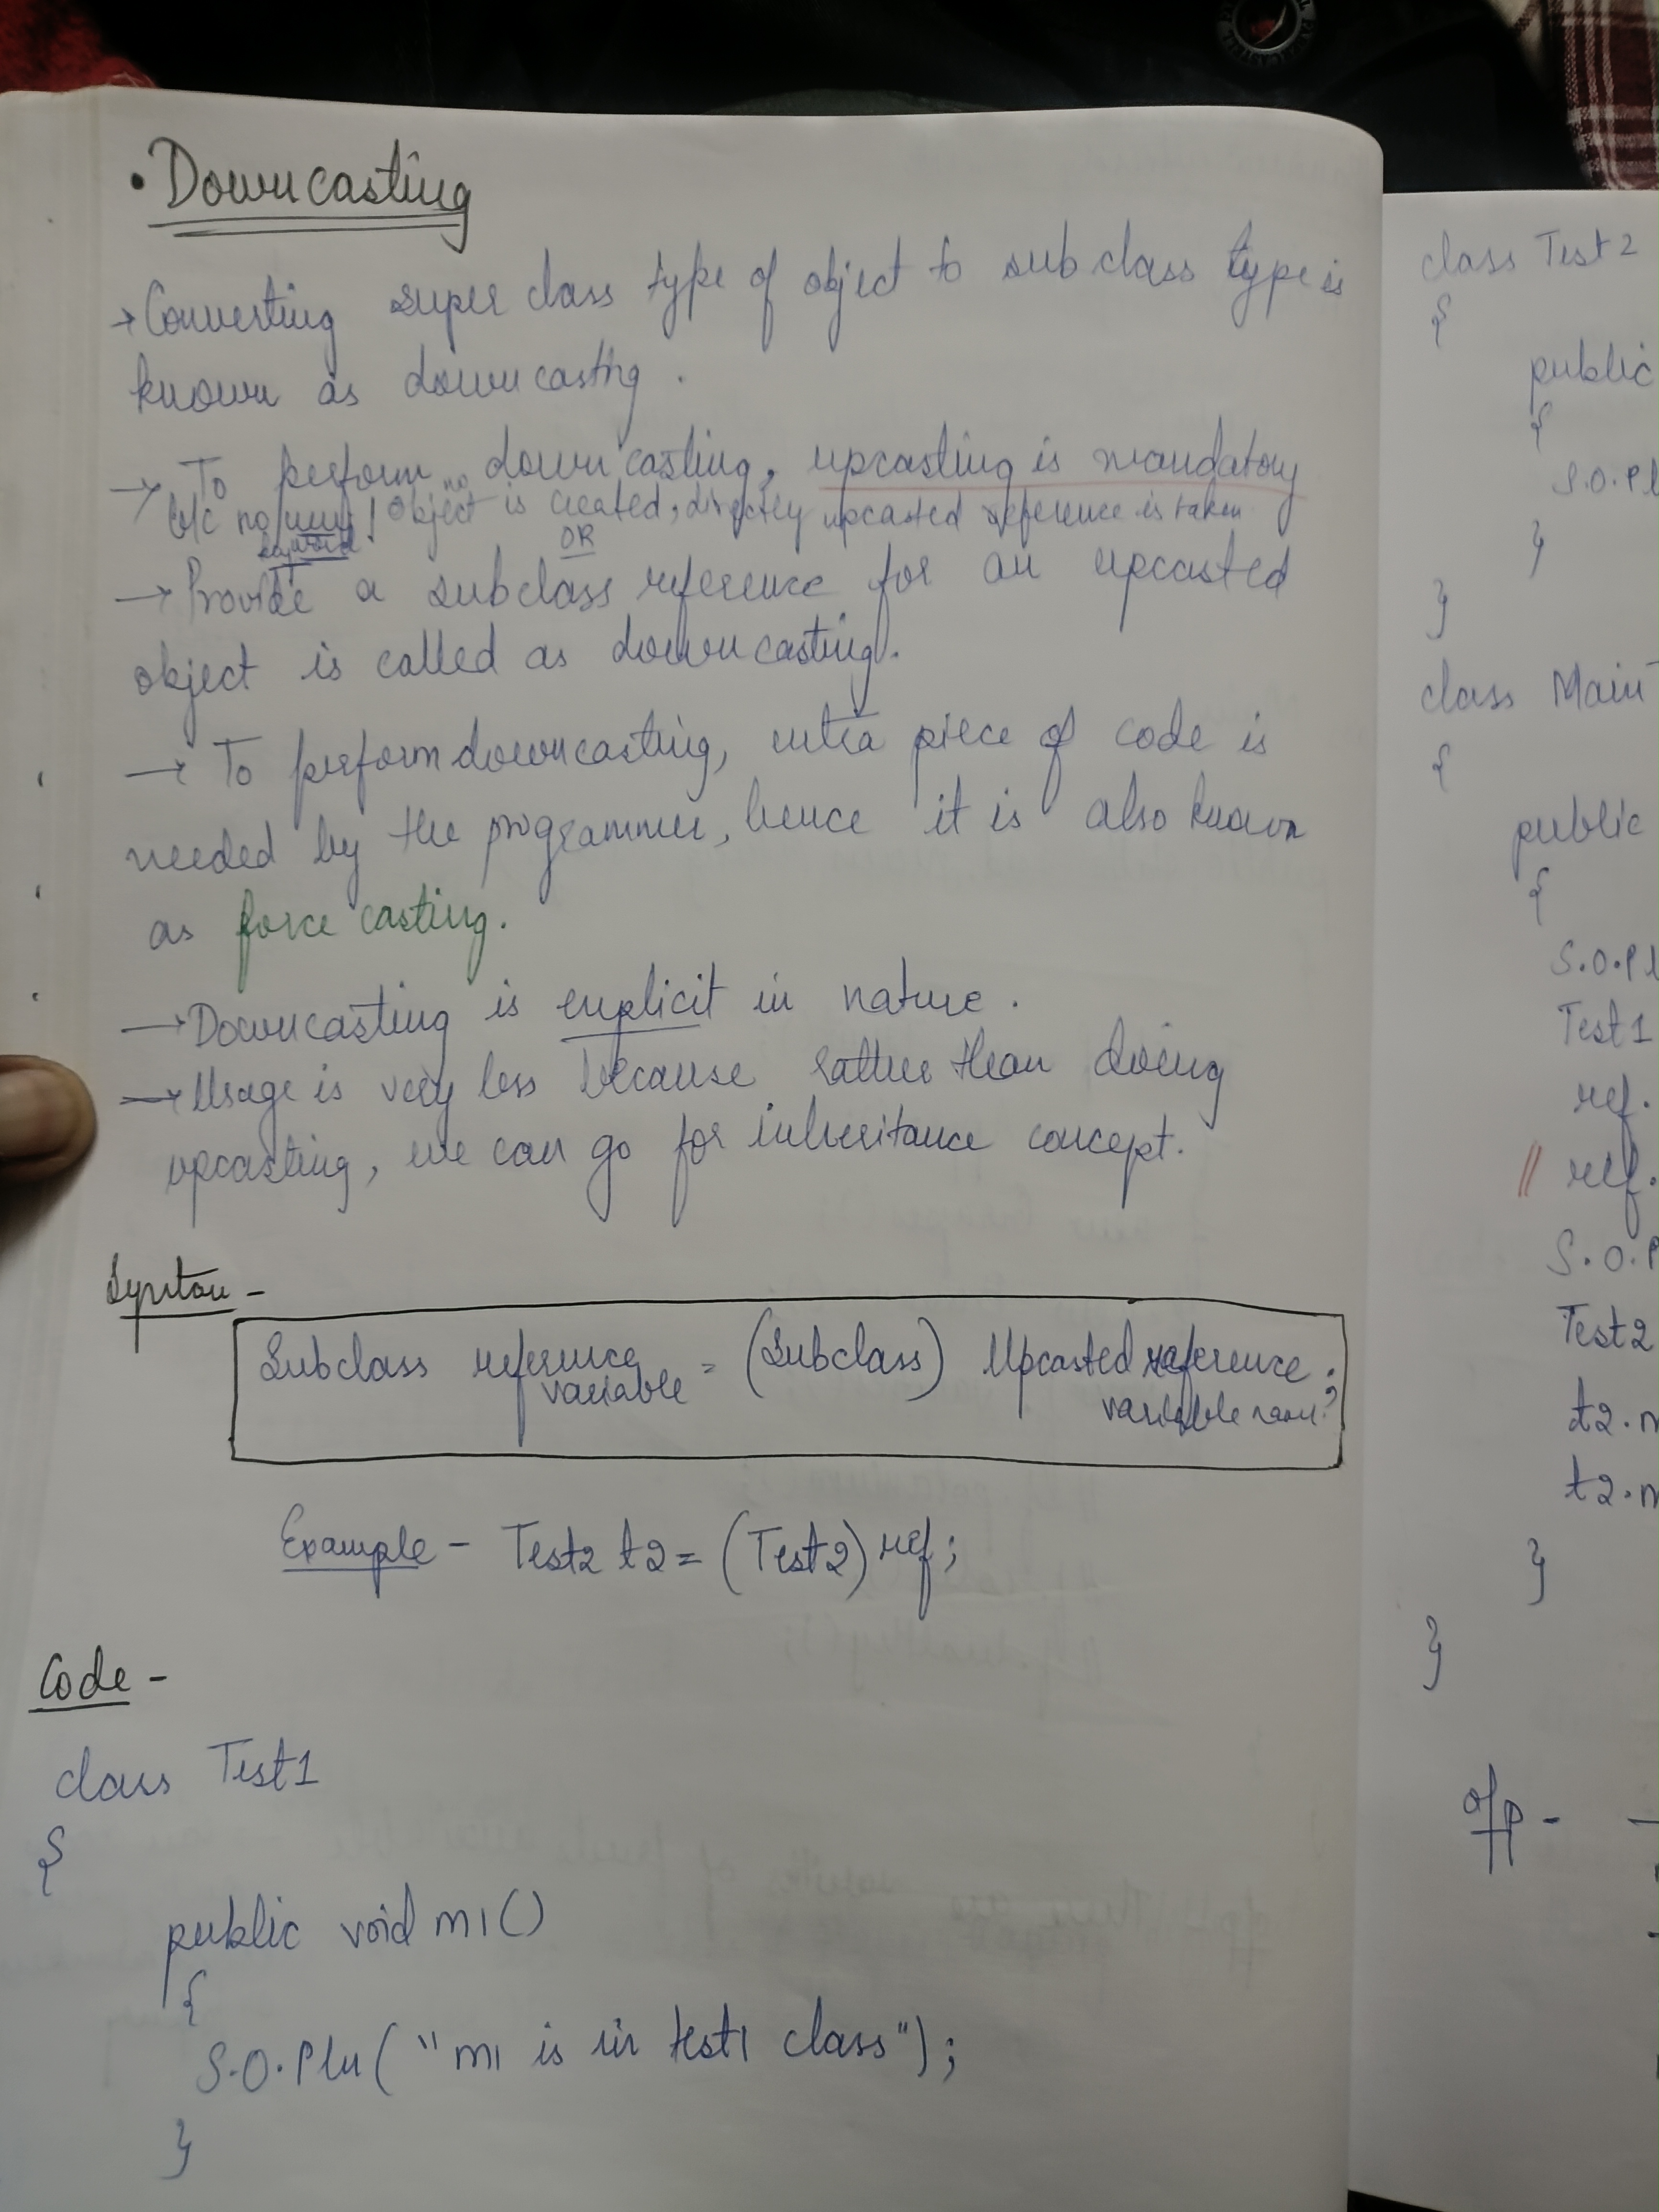 • Downcasting
→ Converting super class type of object to sub class type is
known as downcasting.
→ To perform downcasting, upcasting is mandatory
b/c no new keyword / no object is created, directly upcasted reference is taken
OR
→ Provide a subclass reference for an upcasted
object is called as downcasting.
→ To perform downcasting, extra piece of code is
needed by the programmer, hence it is also known
as force casting.
→ Downcasting is explicit in nature.
→ Usage is very less because rather than doing
upcasting, we can go for inheritance concept.
Syntax -
Subclass reference = (Subclass) Upcasted reference
variable variable name;
Example - Test2 t2 = (Test2) ref;
Code -
class Test1
{
public void m1()
{
S.O.Pln("m1 is in test1 class");
}
class Test2
{
public
{
S.O.Pl
}
}
class Main
{
public
{
S.O.Pl
Test1
ref.
// ref.
S.O.P
Test2
t2.m
t2.m
}
}
o/p -